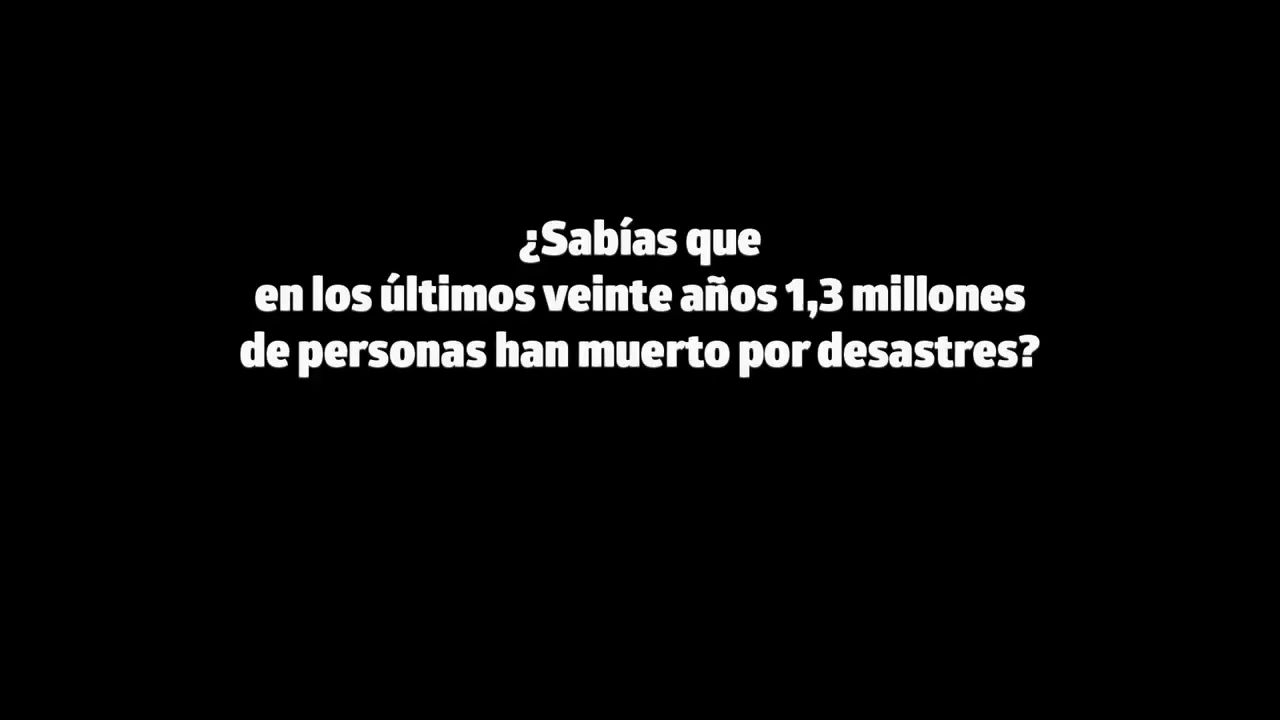 ¿Sabías que
en los últimos veinte años 1,3 millones
de personas han muerto por desastres?